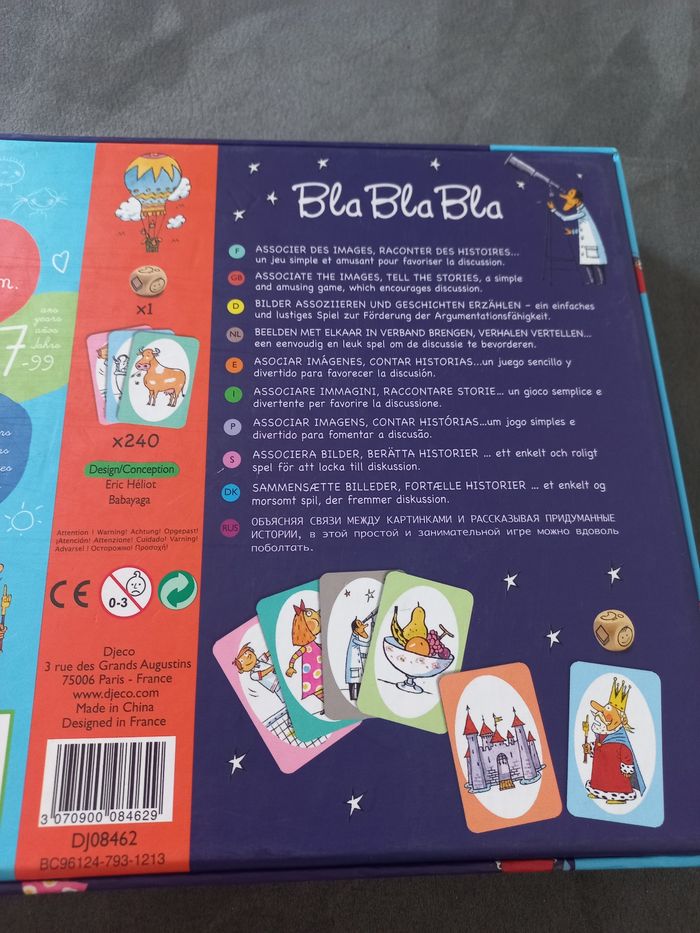 m.
ans
years
años
Jahre
7
-99
x1
x240
Design/Conception
Eric Héliot
Babayaga
Attention ! Warning! Achtung! Opgepast!
¡Atención! Attenzione! Cuidado! Varning!
Advarsel ! Осторожно! Προσοχή!
CE
0-3
Djeco
3 rue des Grands Augustins
75006 Paris - France
www.djeco.com
Made in China
Designed in France
3 070900 084629
DJ08462
BC96124-793-1213
BlaBlaBla
F ASSOCIER DES IMAGES, RACONTER DES HISTOIRES...
un jeu simple et amusant pour favoriser la discussion.
GB ASSOCIATE THE IMAGES, TELL THE STORIES, a simple
and amusing game, which encourages discussion.
D BILDER ASSOZIIEREN UND GESCHICHTEN ERZÄHLEN - ein einfaches
und lustiges Spiel zur Förderung der Argumentationsfähigkeit.
NL BEELDEN MET ELKAAR IN VERBAND BRENGEN, VERHALEN VERTELLEN...
een eenvoudig en leuk spel om de discussie te bevorderen.
E ASOCIAR IMÁGENES, CONTAR HISTORIAS...un juego sencillo y
divertido para favorecer la discusión.
I ASSOCIARE IMMAGINI, RACCONTARE STORIE... un gioco semplice e
divertente per favorire la discussione.
P ASSOCIAR IMAGENS, CONTAR HISTÓRIAS...um jogo simples e
divertido para fomentar a discusão.
S ASSOCIERA BILDER, BERÄTTA HISTORIER ... ett enkelt och roligt
spel för att locka till diskussion.
DK SAMMENSÆTTE BILLEDER, FORTÆLLE HISTORIER ... et enkelt og
morsomt spil, der fremmer diskussion.
RUS ОБЪЯСНЯЯ СВЯЗИ МЕЖДУ КАРТИНКАМИ И РАССКАЗЫВАЯ ПРИДУМАННЫЕ
ИСТОРИИ, в этой простой и занимательной игре можно вдоволь
поболтать.